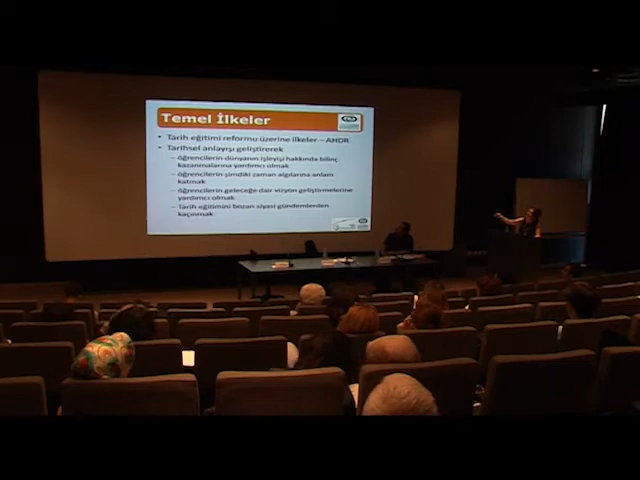 Temel İlkeler
• Tarih eğitimi reformu üzerine ilkeler – AHDR
• Tarihsel anlayışı geliştirerek
– öğrencilerin dünyanın işleyişi hakkında bilinç
kazanmalarına yardımcı olmak
– öğrencilerin şimdiki zaman algılarına anlam
katmak
– öğrencilerin geleceğe dair vizyon geliştirmelerine
yardımcı olmak
– Tarih eğitimini bozan siyasi gündemlerden
kaçınmak